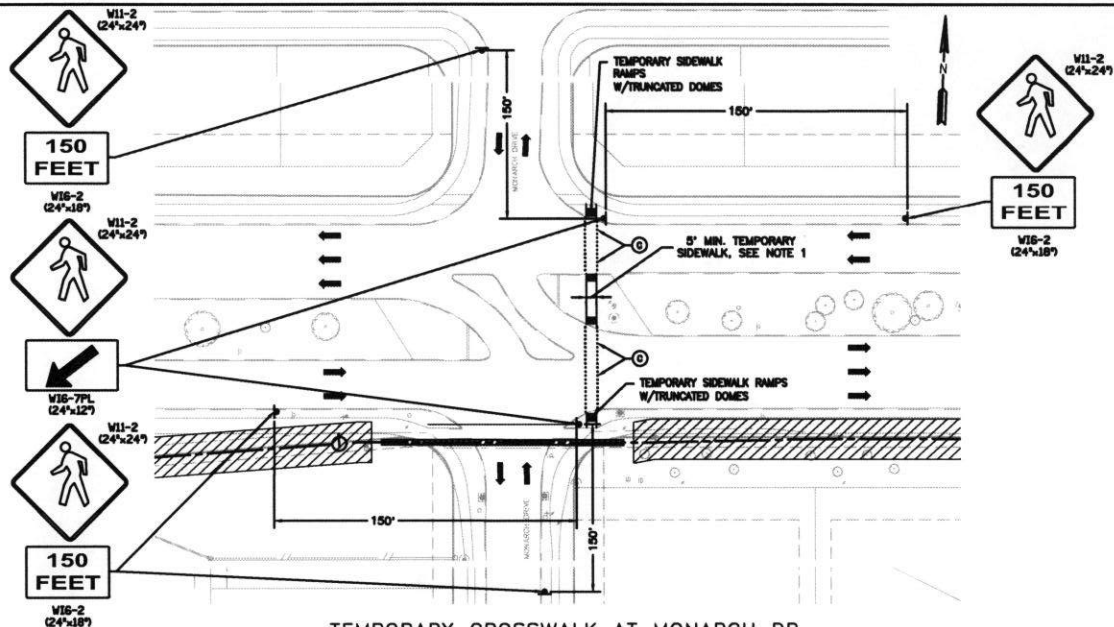 W11-2
(24"x24")
150
FEET
W16-2
(24"x18")
W11-2
(24"x24")
W16-7PL
(24"x12")
W11-2
(24"x24")
150
FEET
W16-2
(24"x18")
TEMPORARY SIDEWALK
RAMPS
W/TRUNCATED DOMES
150'
150'
MONARCH DRIVE
N
W11-2
(24"x24")
150
FEET
W16-2
(24"x18")
C
5' MIN. TEMPORARY
SIDEWALK, SEE NOTE 1
C
TEMPORARY SIDEWALK RAMPS
W/TRUNCATED DOMES
150'
150'
MONARCH DRIVE
TEMPORARY CROSSWALK AT MONARCH DR